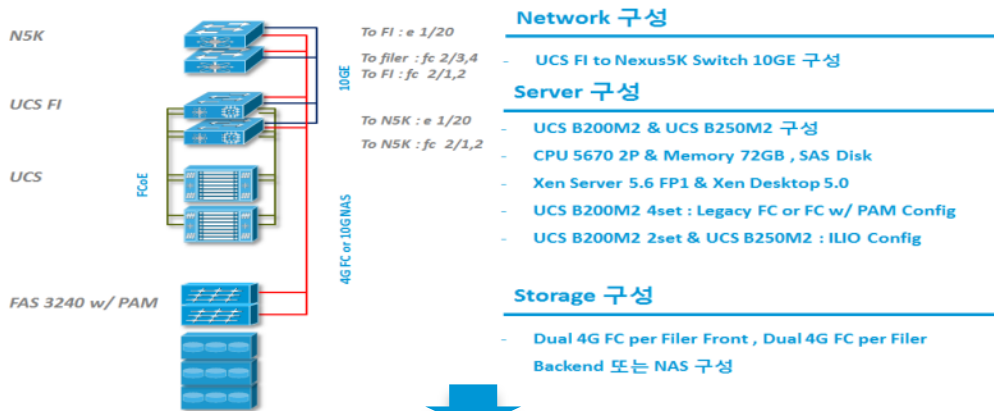 N5K
To FI : e 1/20
To filer : fc 2/3,4
To FI : fc 2/1,2
10GE
UCS FI
To N5K : e 1/20
To N5K : fc 2/1,2
UCS
FCoE
4G FC or 10G NAS
FAS 3240 w/ PAM
Network 구성
- UCS FI to Nexus5K Switch 10GE 구성
Server 구성
- UCS B200M2 & UCS B250M2 구성
- CPU 5670 2P & Memory 72GB , SAS Disk
- Xen Server 5.6 FP1 & Xen Desktop 5.0
- UCS B200M2 4set : Legacy FC or FC w/ PAM Config
- UCS B200M2 2set & UCS B250M2 : ILIO Config
Storage 구성
- Dual 4G FC per Filer Front , Dual 4G FC per Filer
Backend 또는 NAS 구성